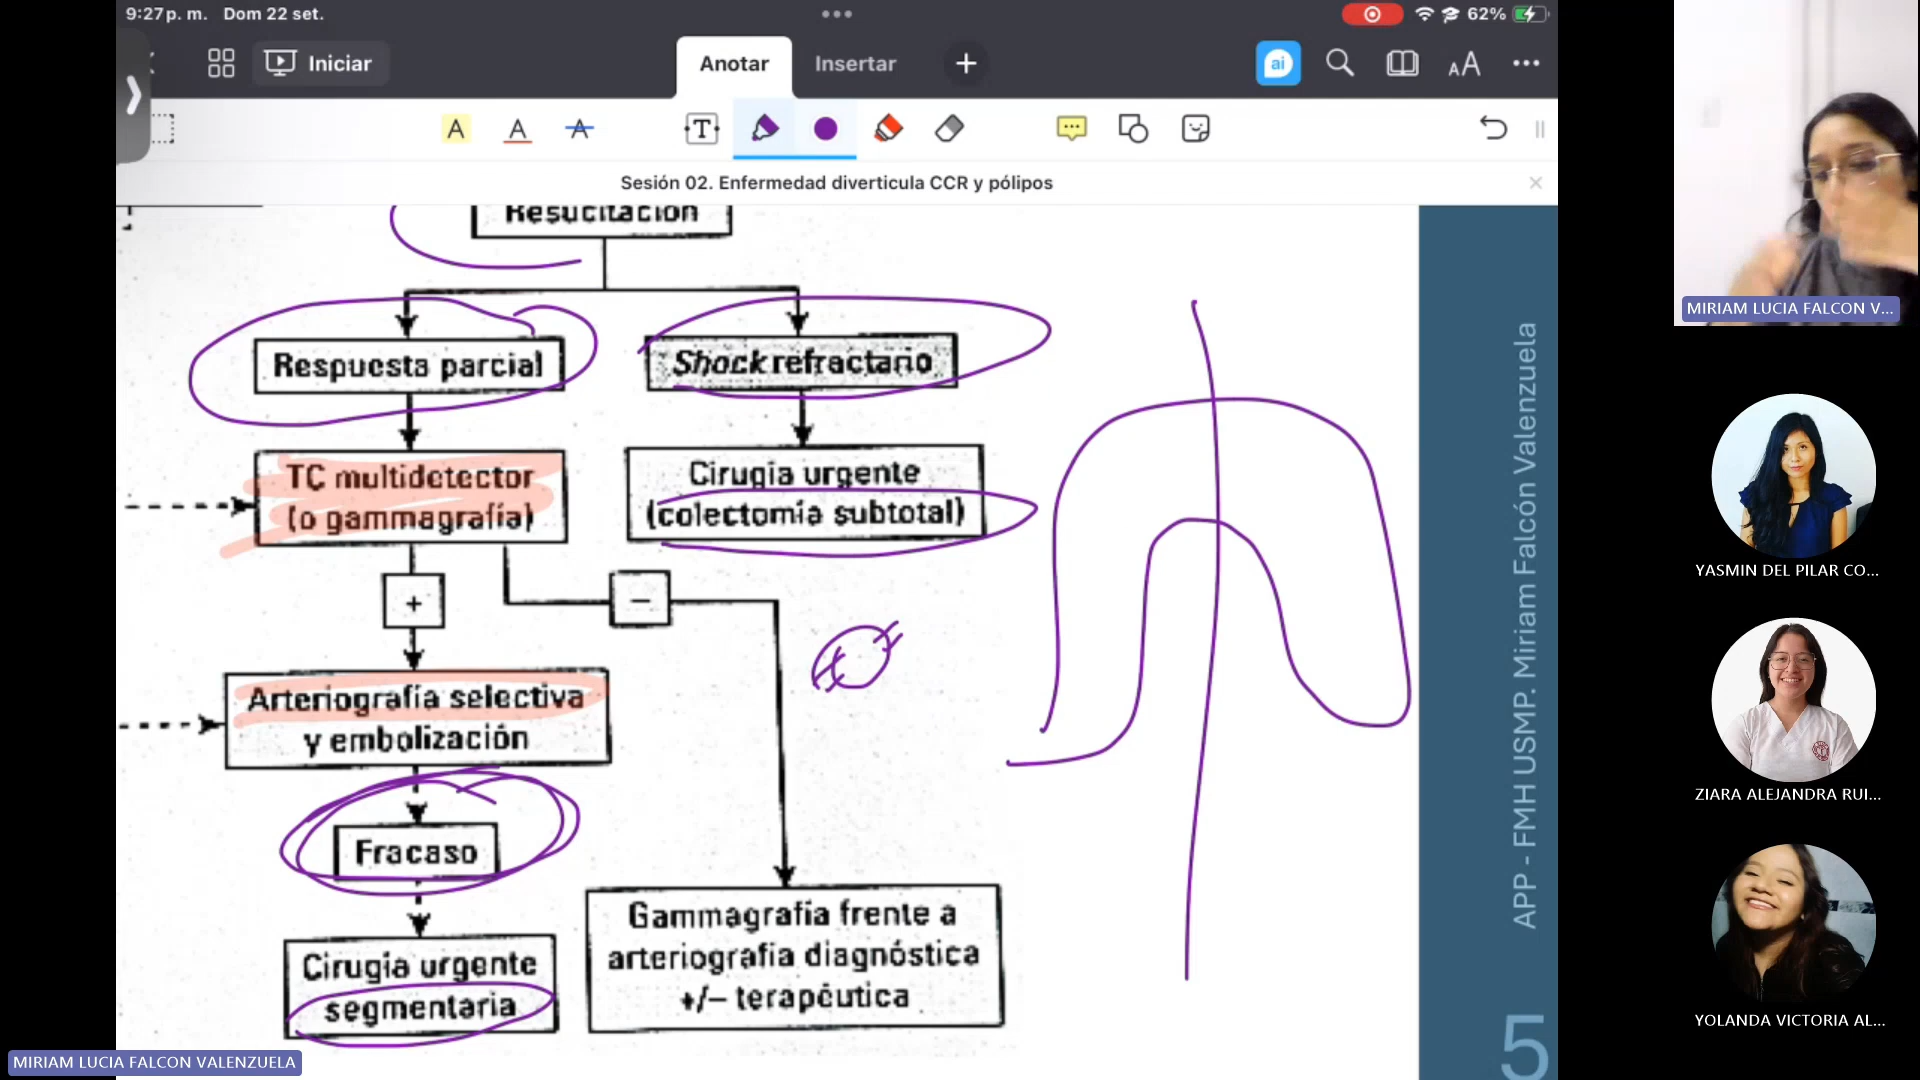 9:27 p. m. Dom 22 set.
62%
Iniciar
Anotar
Insertar
ai
AA
A A A
T
Sesión 02. Enfermedad diverticula CCR y pólipos
MIRIAM LUCIA FALCON V...
Resucitación
Respuesta parcial
Shock refractario
TC multidetector
(o gammagrafía)
Cirugía urgente
(colectomía subtotal)
+
−
Arteriografía selectiva
y embolización
Fracaso
Cirugía urgente
segmentaria
Gammagrafía frente a
arteriografía diagnóstica
+/− terapéutica
APP - FMH USMP. Miriam Falcón Valenzuela
5
YASMIN DEL PILAR CO...
ZIARA ALEJANDRA RUI...
YOLANDA VICTORIA AL...
MIRIAM LUCIA FALCON VALENZUELA